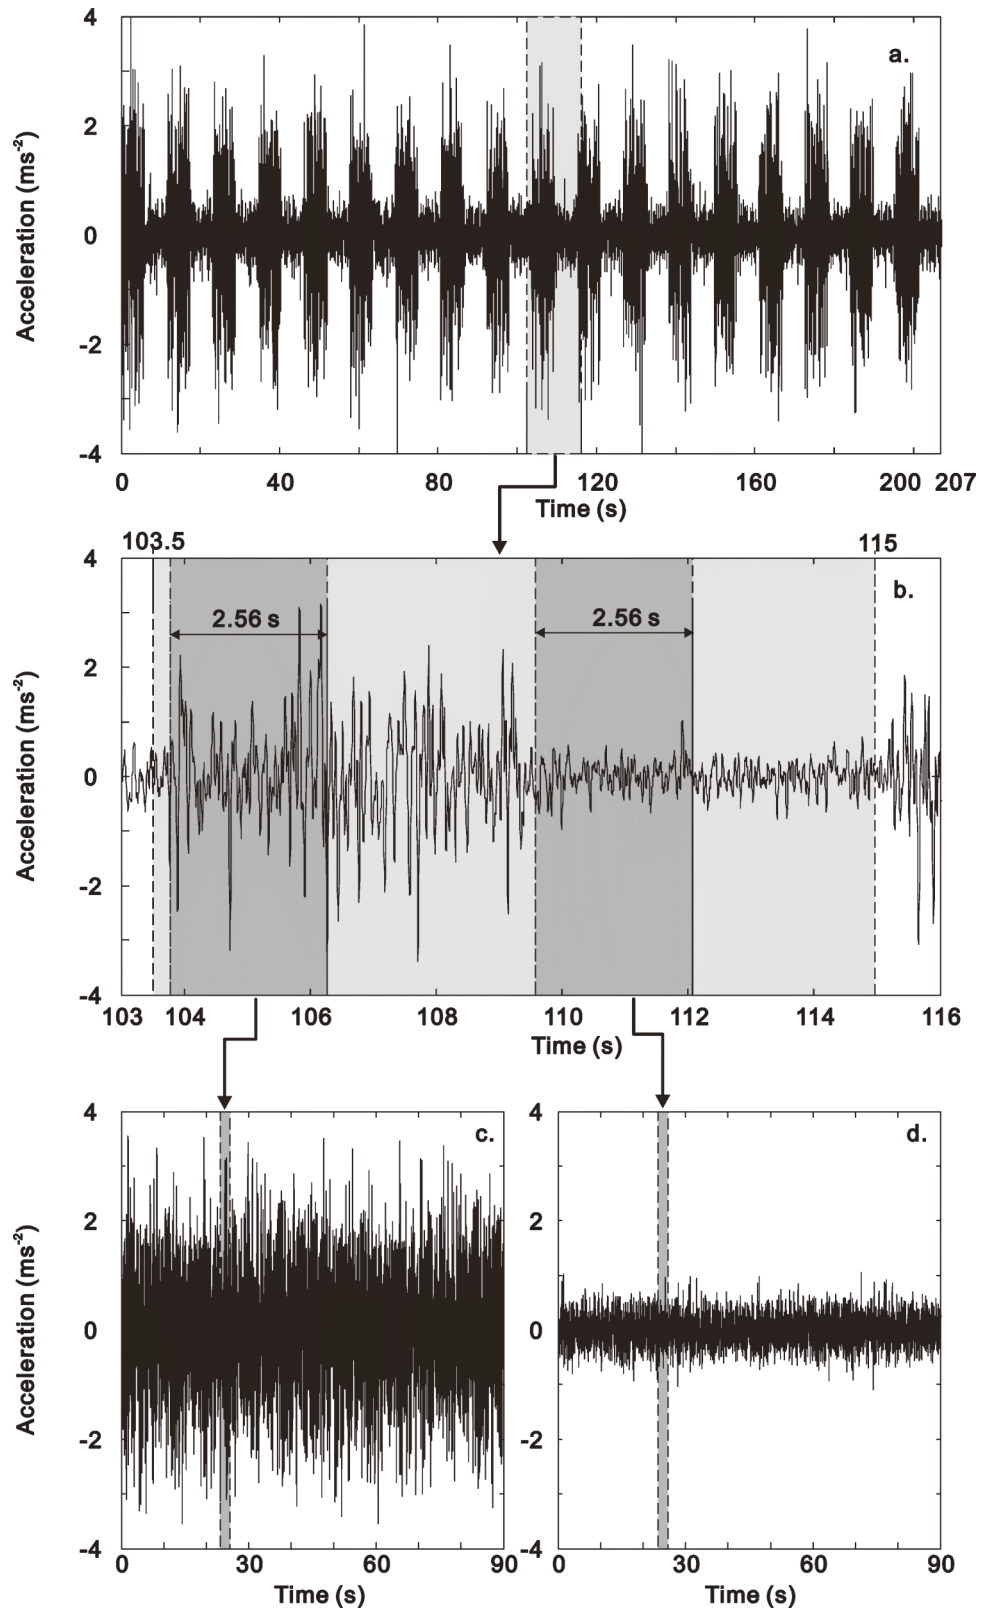 4
a.
2
0
-2
-4
Acceleration (ms-2)
0 40 80 120 160 200 207
Time (s)
103.5 115
4
b.
2.56 s 2.56 s
2
0
-2
-4
Acceleration (ms-2)
103 104 106 108 110 112 114 116
Time (s)
4 c. 4 d.
2 2
0 0
-2 -2
-4 -4
Acceleration (ms-2)
0 30 60 90 0 30 60 90
Time (s) Time (s)